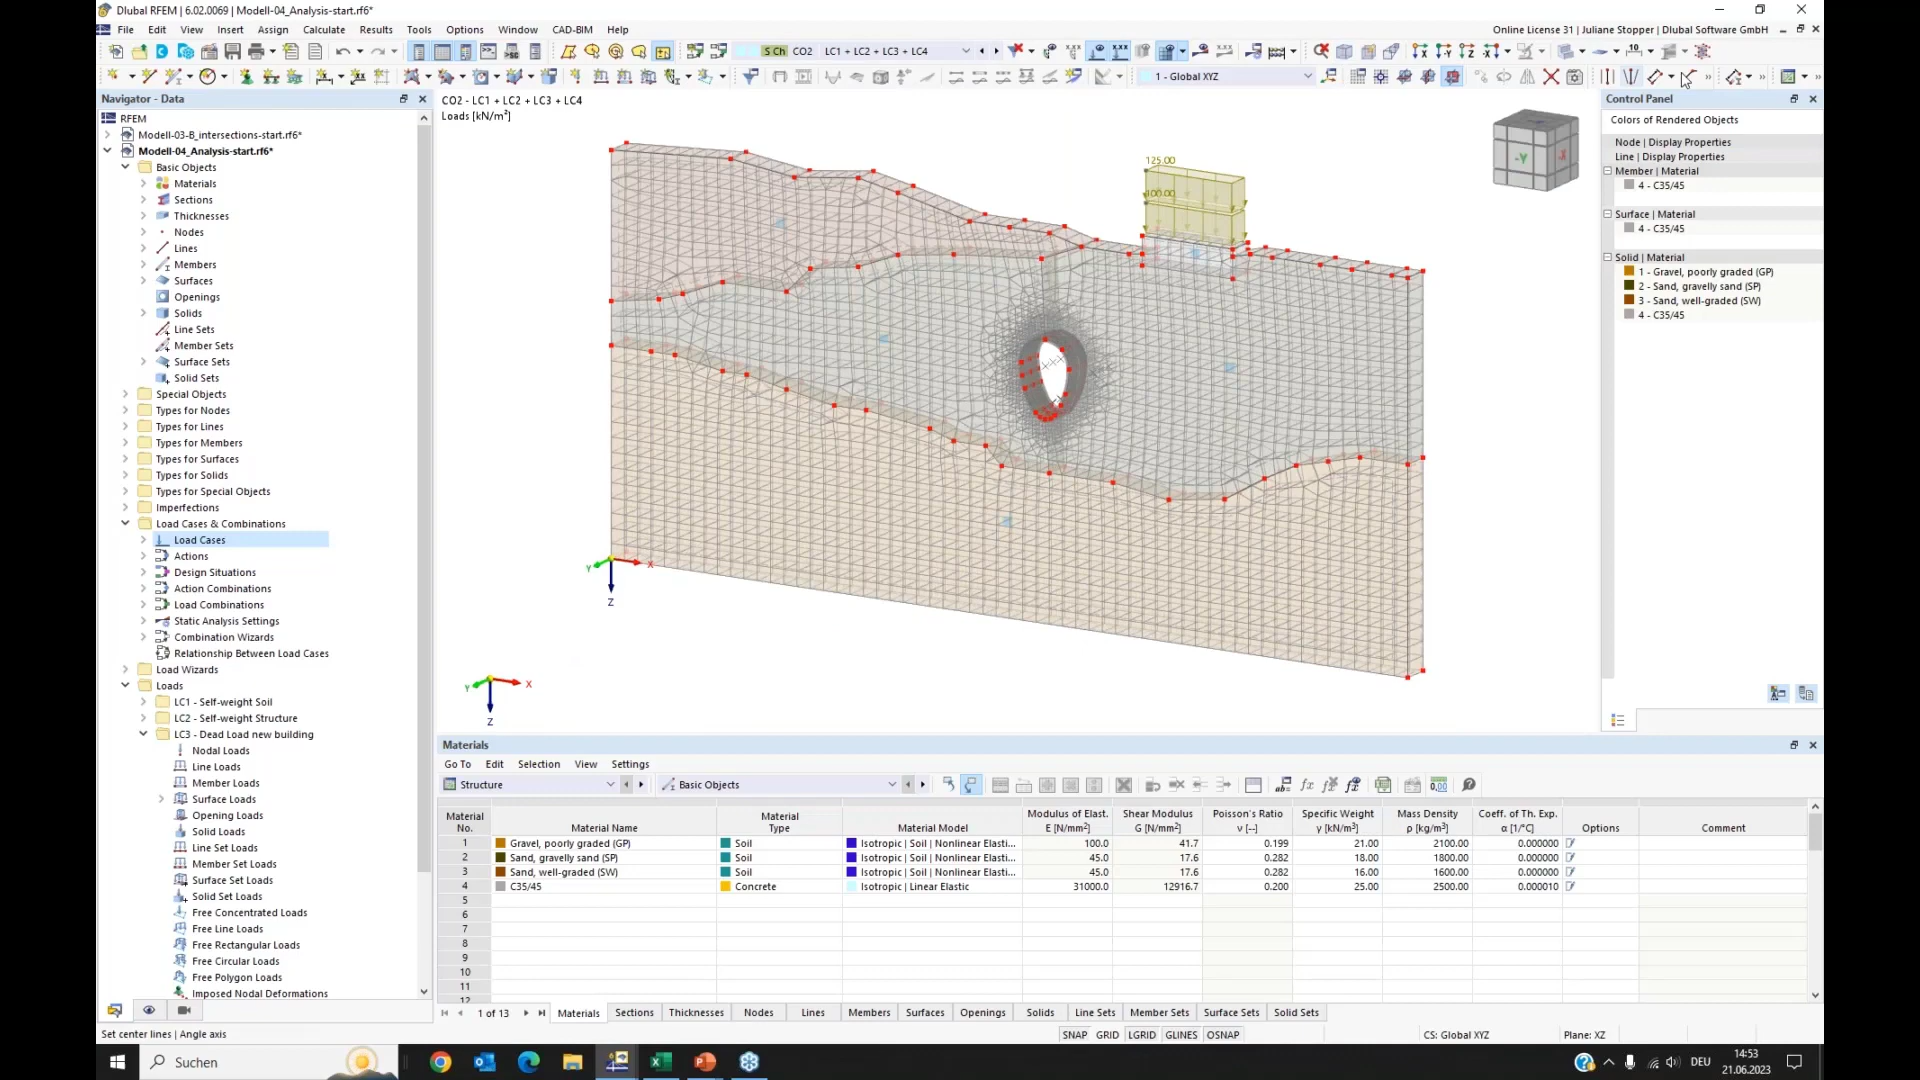 Dlubal RFEM | 6.02.0069 | Modell-04_Analysis-start.rf6*
File Edit View Insert Assign Calculate Results Tools Options Window CAD-BIM Help
Online License 31 | Juliane Stopper | Dlubal Software GmbH
S Ch CO2 LC1 + LC2 + LC3 + LC4
1 - Global XYZ
Navigator - Data
RFEM
Modell-03-B_intersections-start.rf6*
Modell-04_Analysis-start.rf6*
Basic Objects
Materials
Sections
Thicknesses
Nodes
Lines
Members
Surfaces
Openings
Solids
Line Sets
Member Sets
Surface Sets
Solid Sets
Special Objects
Types for Nodes
Types for Lines
Types for Members
Types for Surfaces
Types for Solids
Types for Special Objects
Imperfections
Load Cases & Combinations
Load Cases
Actions
Design Situations
Action Combinations
Load Combinations
Static Analysis Settings
Combination Wizards
Relationship Between Load Cases
Load Wizards
Loads
LC1 - Self-weight Soil
LC2 - Self-weight Structure
LC3 - Dead Load new building
Nodal Loads
Line Loads
Member Loads
Surface Loads
Opening Loads
Solid Loads
Line Set Loads
Member Set Loads
Surface Set Loads
Solid Set Loads
Free Concentrated Loads
Free Line Loads
Free Rectangular Loads
Free Circular Loads
Free Polygon Loads
Imposed Nodal Deformations
CO2 - LC1 + LC2 + LC3 + LC4
Loads [kN/m²]
125.00
100.00
-Y
-X
Y X
Z
Y X
Z
Control Panel
Colors of Rendered Objects
Node | Display Properties
Line | Display Properties
Member | Material
4 - C35/45
Surface | Material
4 - C35/45
Solid | Material
1 - Gravel, poorly graded (GP)
2 - Sand, gravelly sand (SP)
3 - Sand, well-graded (SW)
4 - C35/45
Materials
Go To Edit Selection View Settings
Structure Basic Objects
Material No. Material Name Material Type Material Model Modulus of Elast. E [N/mm²] Shear Modulus G [N/mm²] Poisson's Ratio ν [--] Specific Weight γ [kN/m³] Mass Density ρ [kg/m³] Coeff. of Th. Exp. α [1/°C] Options Comment
1 Gravel, poorly graded (GP) Soil Isotropic | Soil | Nonlinear Elasti... 100.0 41.7 0.199 21.00 2100.00 0.000000
2 Sand, gravelly sand (SP) Soil Isotropic | Soil | Nonlinear Elasti... 45.0 17.6 0.282 18.00 1800.00 0.000000
3 Sand, well-graded (SW) Soil Isotropic | Soil | Nonlinear Elasti... 45.0 17.6 0.282 16.00 1600.00 0.000000
4 C35/45 Concrete Isotropic | Linear Elastic 31000.0 12916.7 0.200 25.00 2500.00 0.000010
5
6
7
8
9
10
11
12
1 of 13 Materials Sections Thicknesses Nodes Lines Members Surfaces Openings Solids Line Sets Member Sets Surface Sets Solid Sets
Set center lines | Angle axis
SNAP GRID LGRID GLINES OSNAP
CS: Global XYZ
Plane: XZ
Suchen
DEU
14:53
21.06.2023